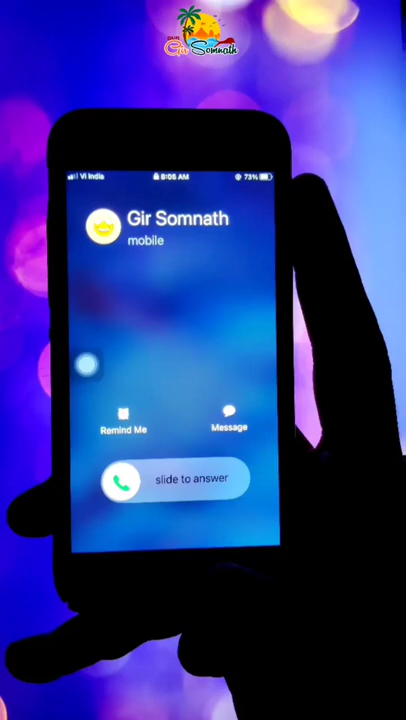 Gir Somnath
Vi India
8:05 AM
73%
Gir Somnath
mobile
Remind Me
Message
slide to answer